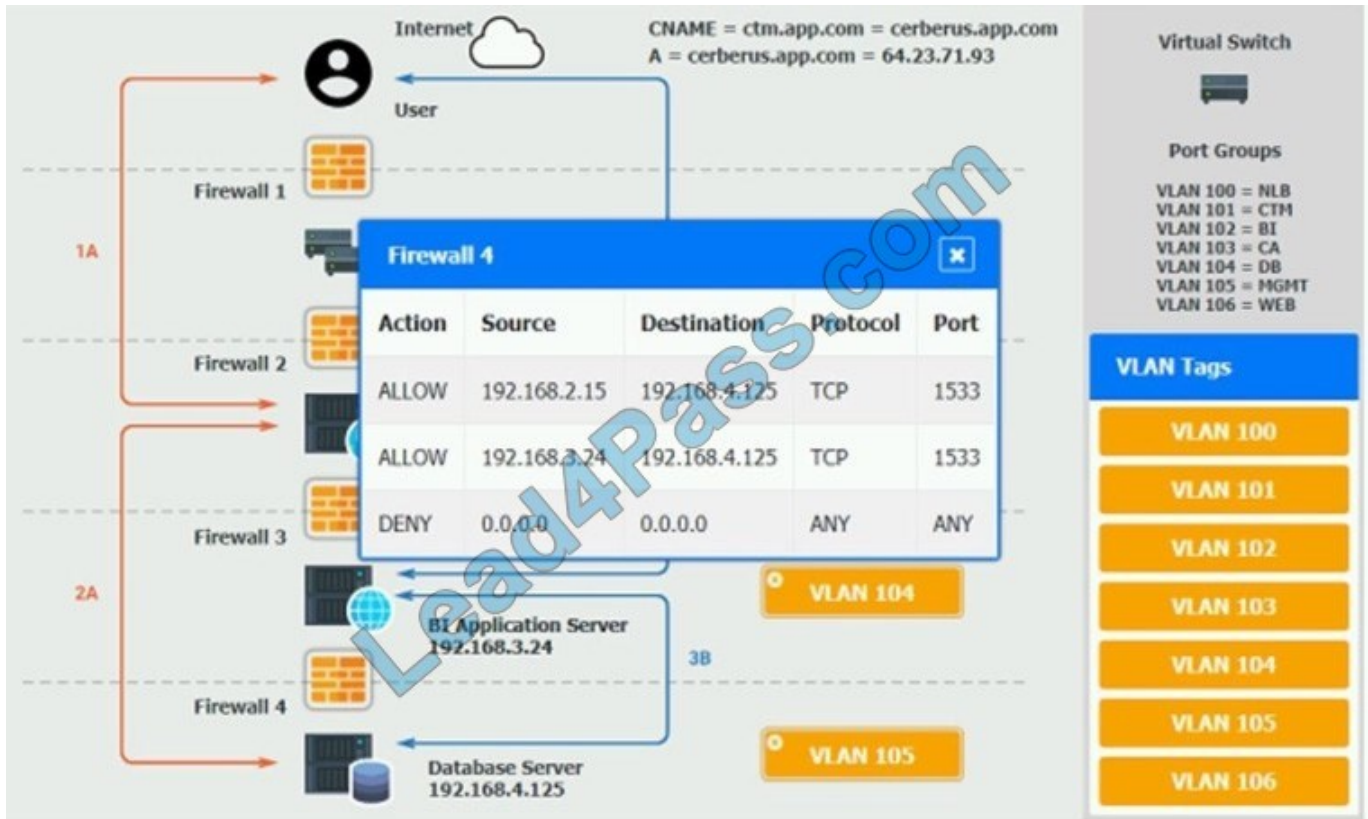 Internet
CNAME = ctm.app.com = cerberus.app.com
A = cerberus.app.com = 64.23.71.93
User
Firewall 1
1A
Firewall 2
Firewall 4
Action Source Destination Protocol Port
ALLOW 192.168.2.15 192.168.4.125 TCP 1533
ALLOW 192.168.3.24 192.168.4.125 TCP 1533
DENY 0.0.0.0 0.0.0.0 ANY ANY
Firewall 3
2A
VLAN 104
BI Application Server
192.168.3.24
3B
Firewall 4
VLAN 105
Database Server
192.168.4.125
Lead4Pass.com
Virtual Switch
Port Groups
VLAN 100 = NLB
VLAN 101 = CTM
VLAN 102 = BI
VLAN 103 = CA
VLAN 104 = DB
VLAN 105 = MGMT
VLAN 106 = WEB
VLAN Tags
VLAN 100
VLAN 101
VLAN 102
VLAN 103
VLAN 104
VLAN 105
VLAN 106